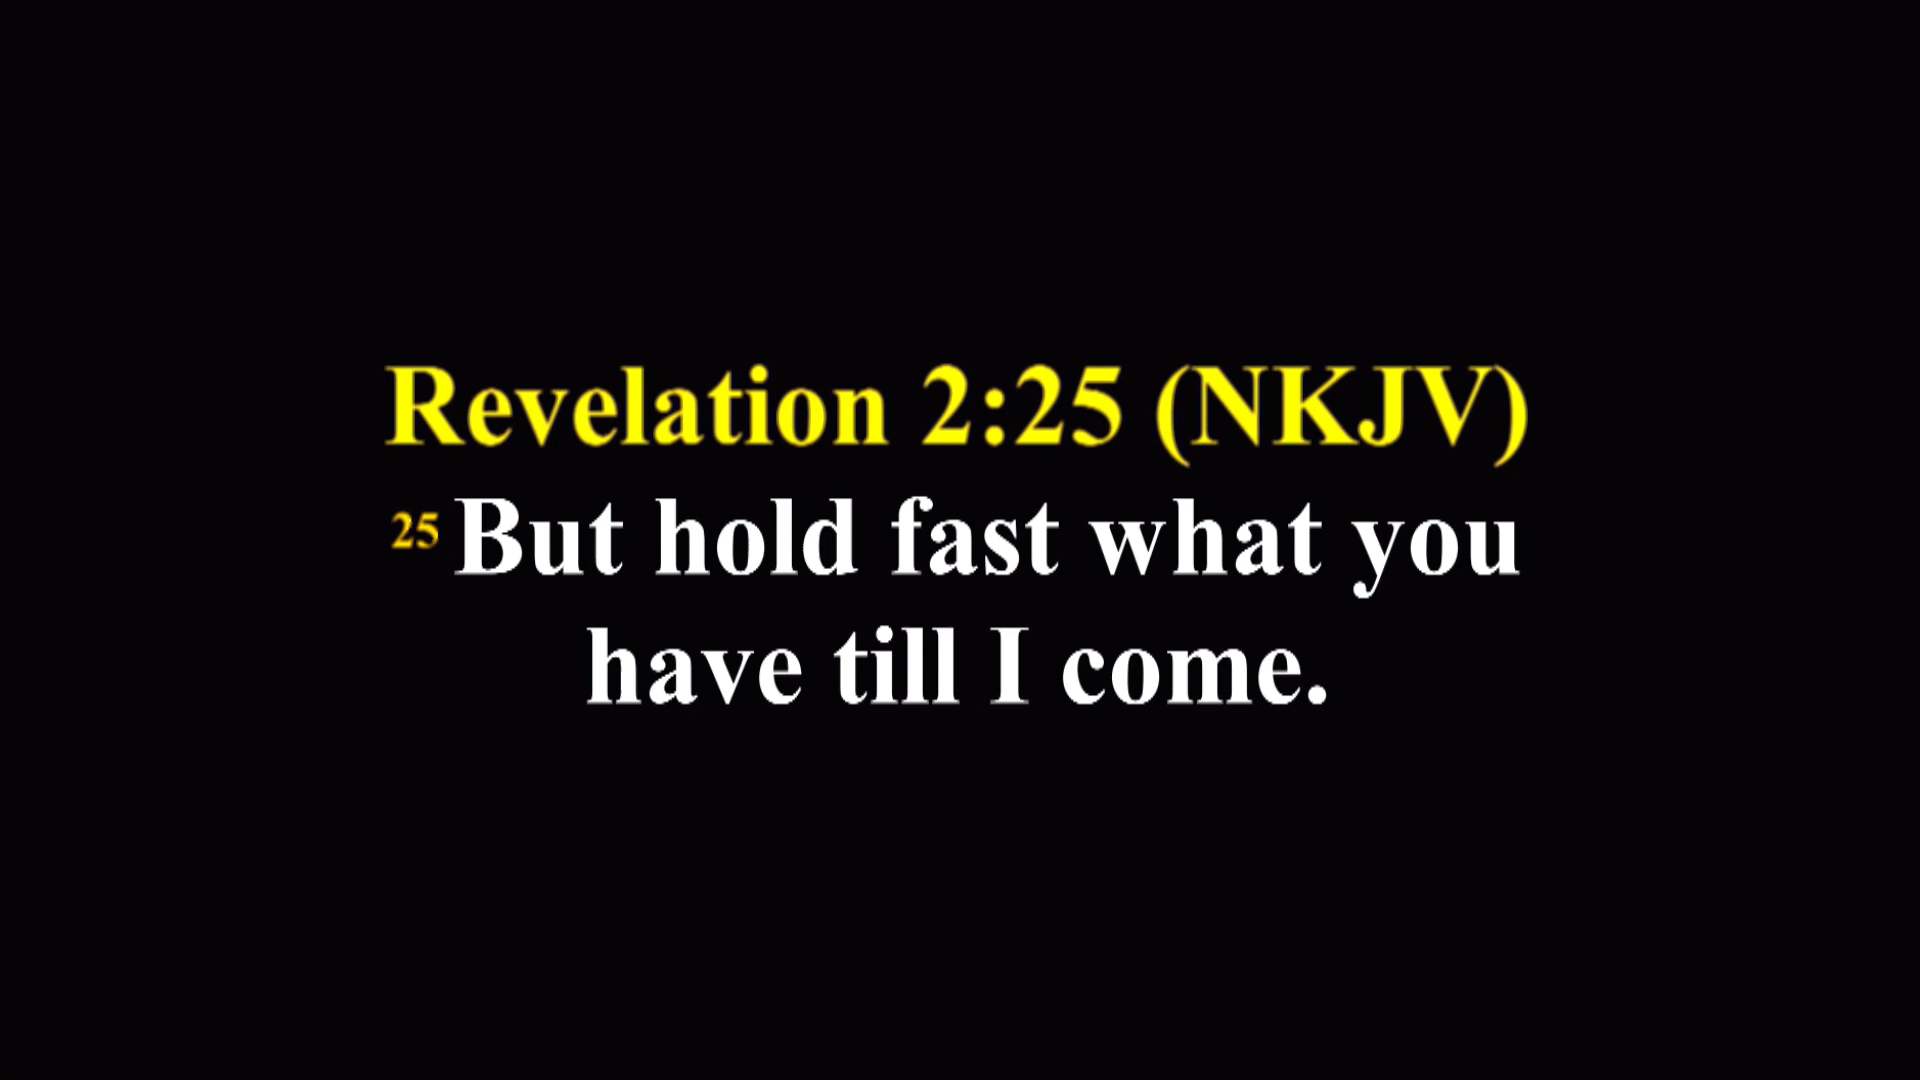 Revelation 2:25 (NKJV)
25 But hold fast what you
have till I come.